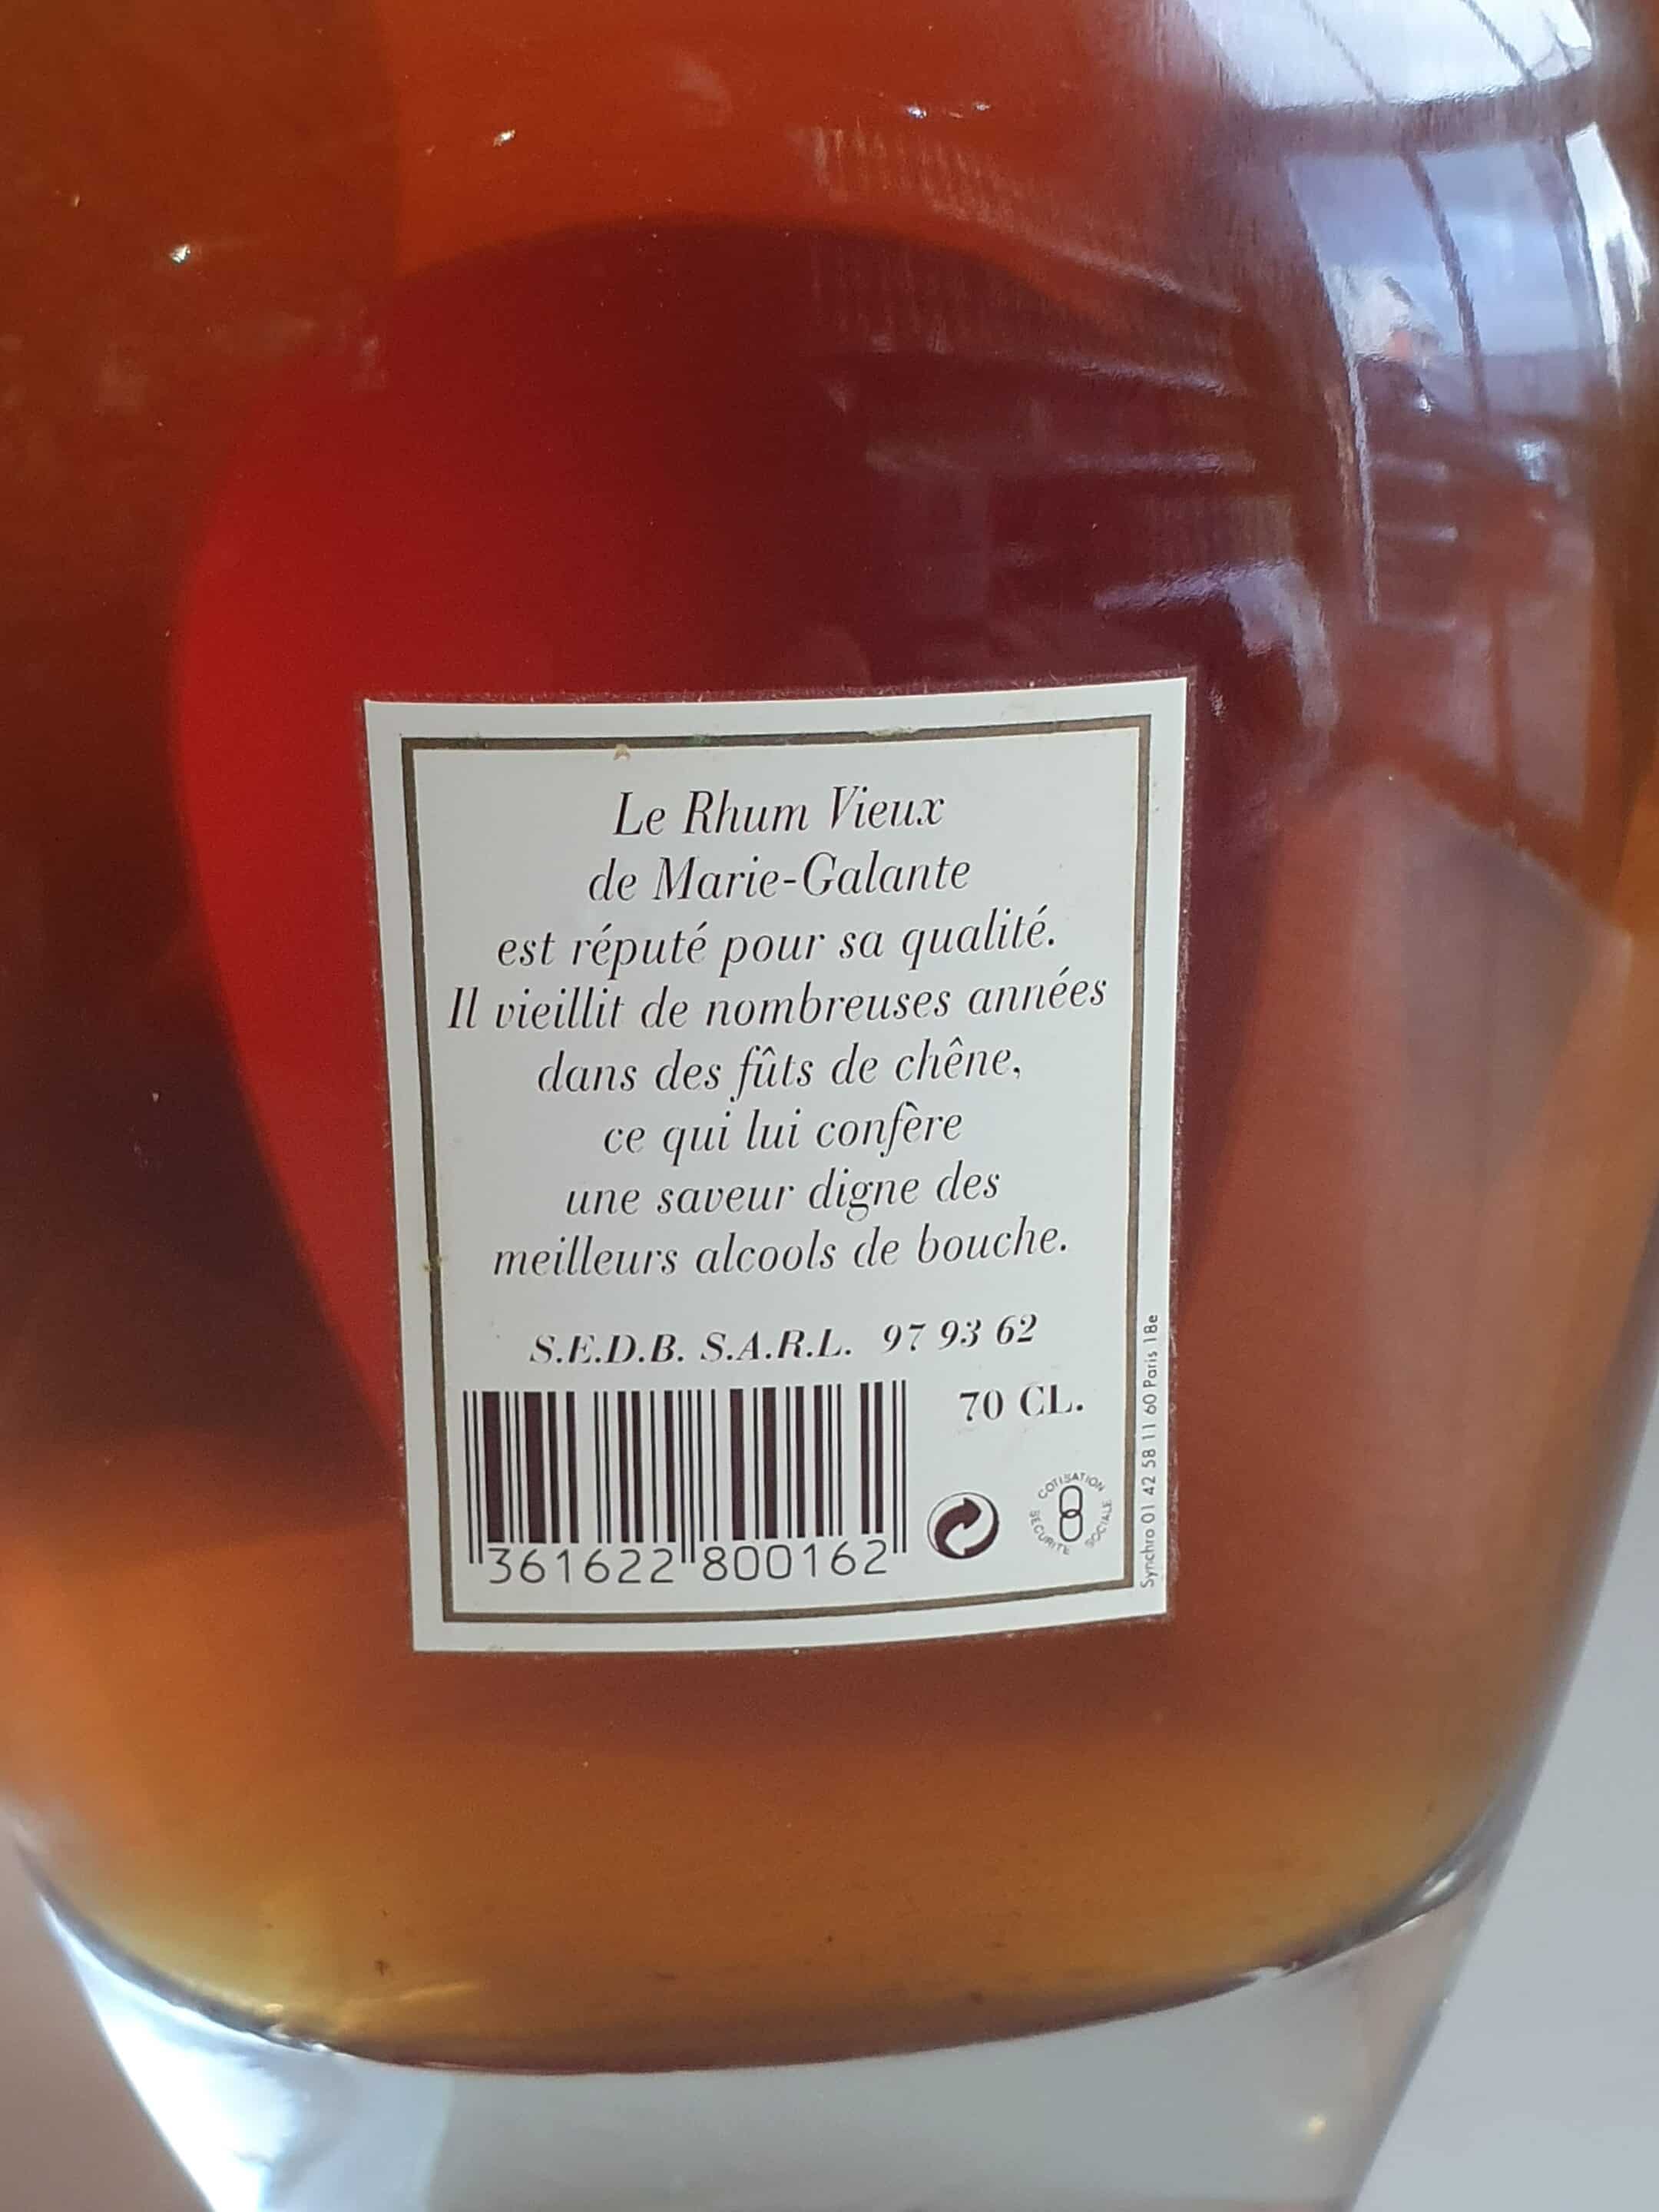 Le Rhum Vieux
de Marie-Galante
est réputé pour sa qualité.
Il vieillit de nombreuses années
dans des fûts de chêne,
ce qui lui confère
une saveur digne des
meilleurs alcools de bouche.
S.E.D.B. S.A.R.L. 97 93 62
70 CL.
COTISATION
SECURITE SOCIALE
361622 800162
Synchro 01 42 58 11 60 Paris 18e